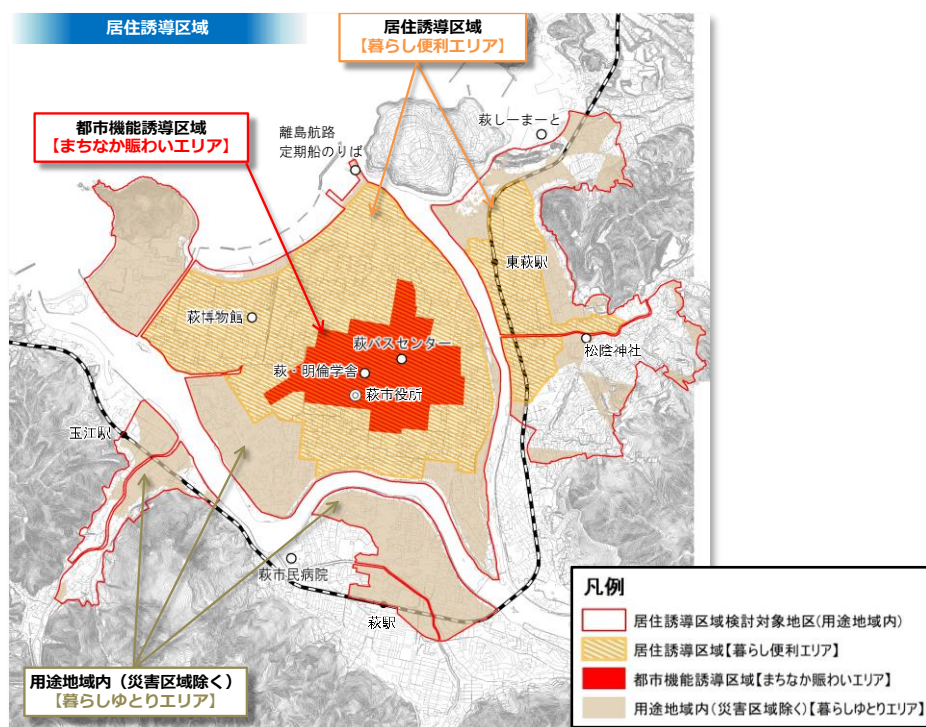 居住誘導区域
居住誘導区域
【暮らし便利エリア】
都市機能誘導区域
【まちなか賑わいエリア】
離島航路
定期船のりば
萩しーまーと
東萩駅
萩博物館
萩バスセンター
松陰神社
萩・明倫学舎
萩市役所
玉江駅
萩市民病院
萩駅
用途地域内（災害区域除く）
【暮らしゆとりエリア】
凡例
居住誘導区域検討対象地区(用途地域内)
居住誘導区域【暮らし便利エリア】
都市機能誘導区域【まちなか賑わいエリア】
用途地域内(災害区域除く)【暮らしゆとりエリア】